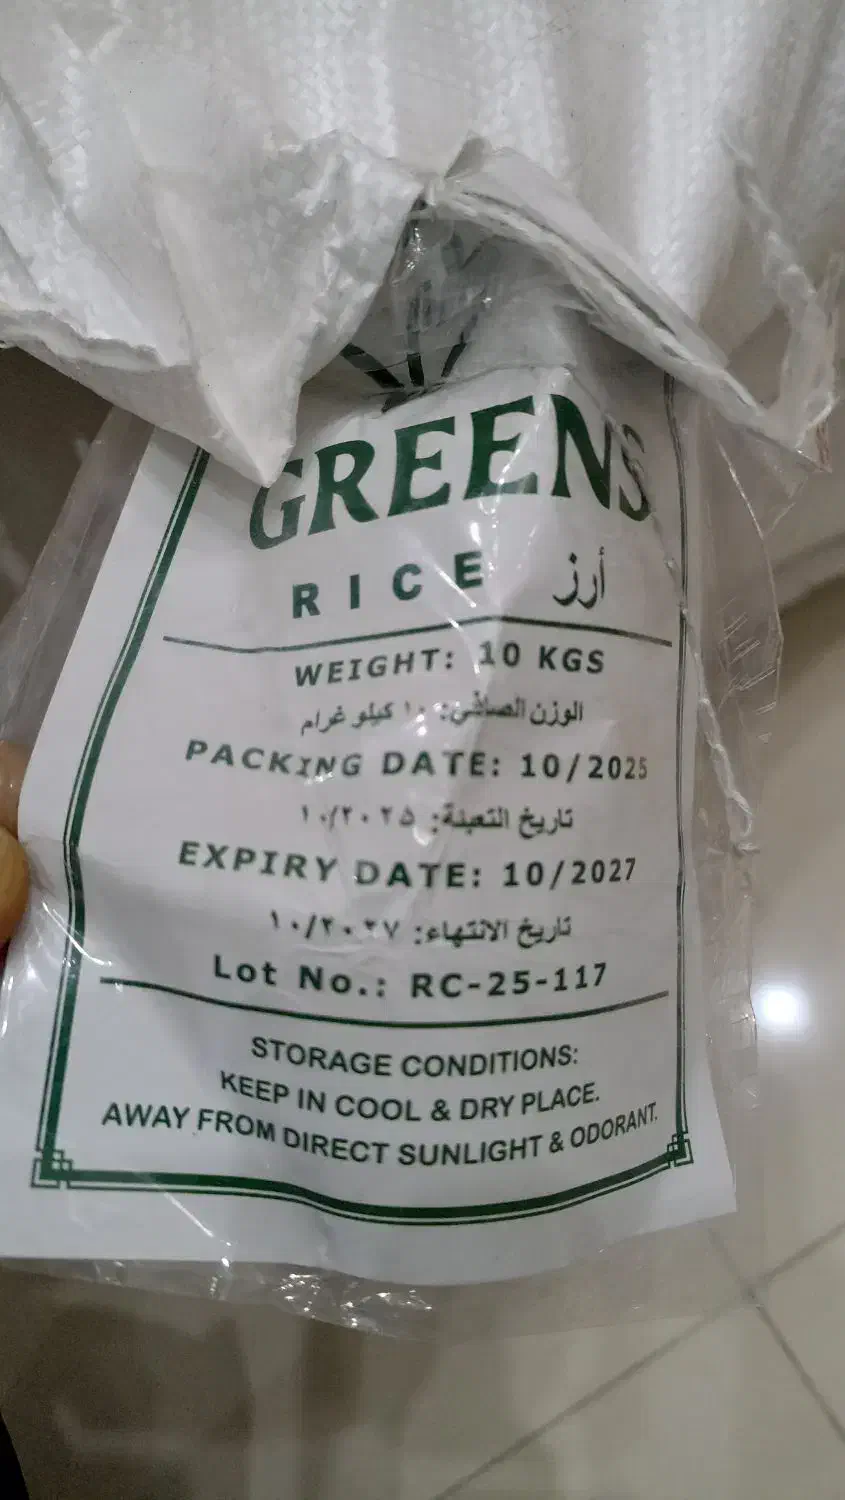 GREENS
RICE أرز
WEIGHT: 10 KGS
الوزن الصافي: ١٠ كيلو غرام
PACKING DATE: 10/2025
تاريخ التعبئة: ١٠/٢٠٢٥
EXPIRY DATE: 10/2027
تاريخ الانتهاء: ١٠/٢٠٢٧
Lot No.: RC-25-117
STORAGE CONDITIONS:
KEEP IN COOL & DRY PLACE.
AWAY FROM DIRECT SUNLIGHT & ODORANT.